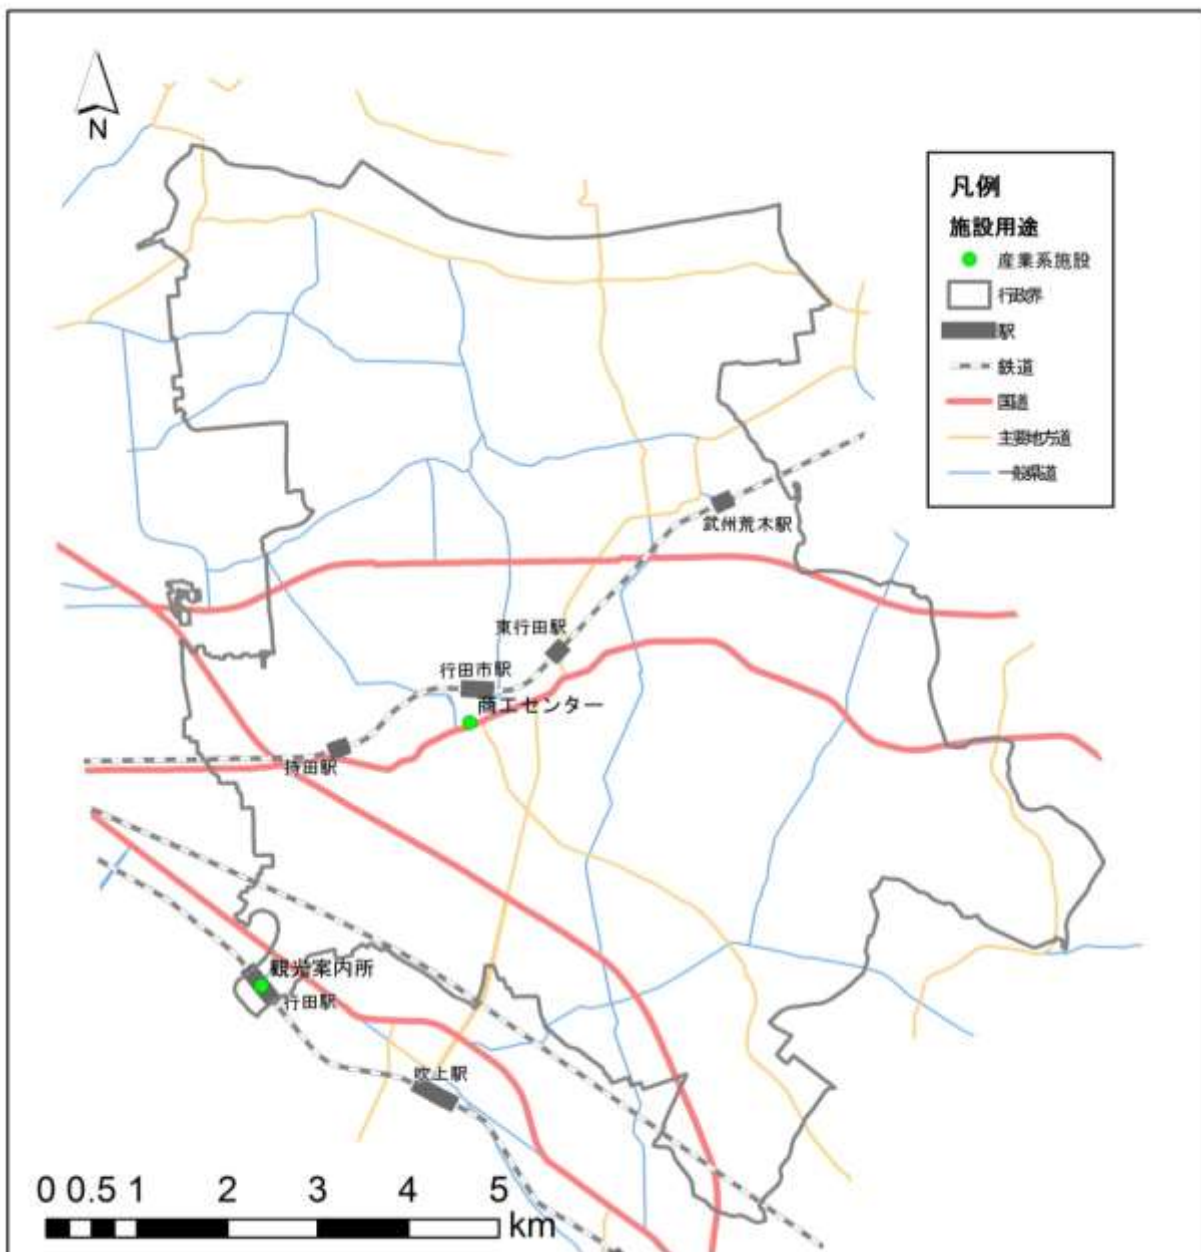 N
凡例
施設用途
産業系施設
行政界
駅
鉄道
国道
主要地方道
一般県道
武州荒木駅
東行田駅
行田市駅
商工センター
持田駅
観光案内所
行田駅
吹上駅
0 0.5 1 2 3 4 5
km